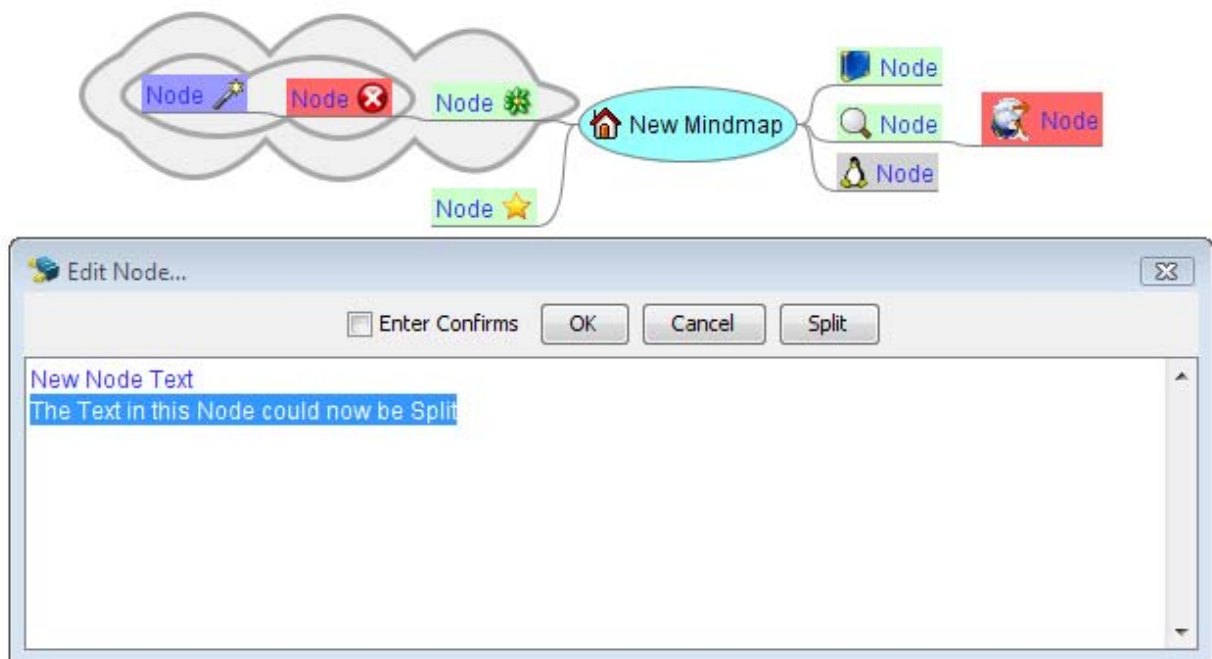 Node
Node
Node
New Mindmap
Node
Node
Node
Node
Node
Edit Node...
Enter Confirms OK Cancel Split
New Node Text
The Text in this Node could now be Split